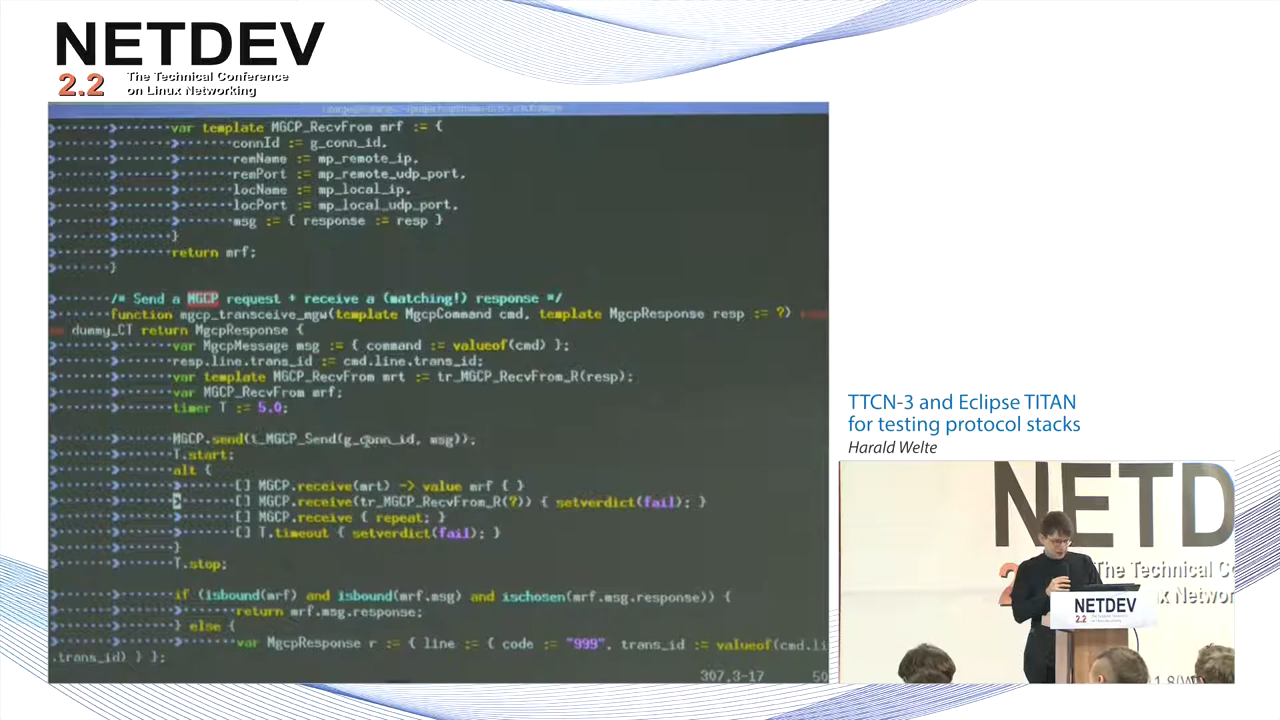 NETDEV
2.2 The Technical Conference
on Linux Networking
var template MGCP_RecvFrom mrf := {
connId := g_conn_id,
remName := mp_remote_ip,
remPort := mp_remote_udp_port,
locName := mp_local_ip,
locPort := mp_local_udp_port,
msg := { response := resp }
}
return mrf;
}
/* Send a MGCP request + receive a (matching!) response */
function mgcp_transceive_mgw(template MgcpCommand cmd, template MgcpResponse resp := ?)
dummy_CT return MgcpResponse {
var MgcpMessage msg := { command := valueof(cmd) };
resp.line.trans_id := cmd.line.trans_id;
var template MGCP_RecvFrom mrt := tr_MGCP_RecvFrom_R(resp);
var MGCP_RecvFrom mrf;
timer T := 5.0;
MGCP.send(t_MGCP_Send(g_conn_id, msg));
T.start;
alt {
[] MGCP.receive(mrt) -> value mrf { }
[] MGCP.receive(tr_MGCP_RecvFrom_R(?)) { setverdict(fail); }
[] MGCP.receive { repeat; }
[] T.timeout { setverdict(fail); }
}
T.stop;
if (isbound(mrf) and isbound(mrf.msg) and ischosen(mrf.msg.response)) {
return mrf.msg.response;
} else {
var MgcpResponse r := { line := { code := "999", trans_id := valueof(cmd.li
.trans_id) } };
307,3-17 50
TTCN-3 and Eclipse TITAN
for testing protocol stacks
Harald Welte
NETD
2 The Technical Co
x Networ
NETDEV
2.2